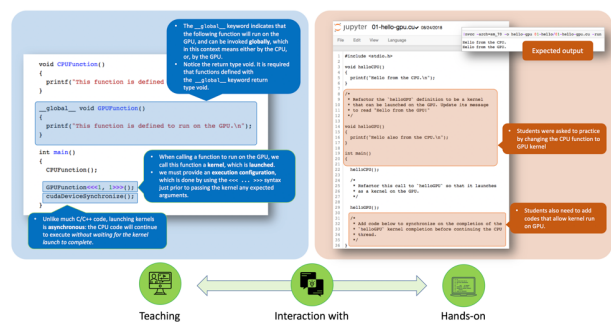 • The __global__ keyword indicates that
the following function will run on the
GPU, and can be invoked globally, which
in this context means either by the CPU,
or, by the GPU.
• Notice the return type void. It is required
that functions defined with
the __global__ keyword return
type void.
void CPUFunction()
{
printf("This function is defined
}
__global__ void GPUFunction()
{
printf("This function is defined to run on the GPU.\n");
}
int main()
{
CPUFunction();
GPUFunction<<<1, 1>>>();
cudaDeviceSynchronize();
• When calling a function to run on the GPU, we
call this function a kernel, which is launched.
• we must provide an execution configuration,
which is done by using the <<< ... >>> syntax
just prior to passing the kernel any expected
arguments.
• Unlike much C/C++ code, launching kernels
is asynchronous: the CPU code will continue
to execute without waiting for the kernel
launch to complete.
jupyter 01-hello-gpu.cu✔
File Edit View Language
#include <stdio.h>
void helloCPU()
{
printf("Hello from the CPU.\n");
}
/*
* Refactor the `helloGPU` definition to be a kernel
* that can be launched on the GPU. Update its message
* to read "Hello from the GPU!"
*/
void helloGPU()
{
printf("Hello also from the CPU.\n");
}
int main()
{
helloCPU();
/*
* Refactor this call to `helloGPU` so that it launches
* as a kernel on the GPU.
*/
helloGPU();
/*
* Add code below to synchronize on the completion of the
* `helloGPU` kernel completion before continuing the CPU
* thread.
*/
Hello from the CPU.
Hello from the GPU.
Expected output
• Students were asked to practice
by changing the CPU function to
GPU kernel
• Students also need to add
codes that allow kernel run
on GPU.
Teaching
Interaction with
Hands-on